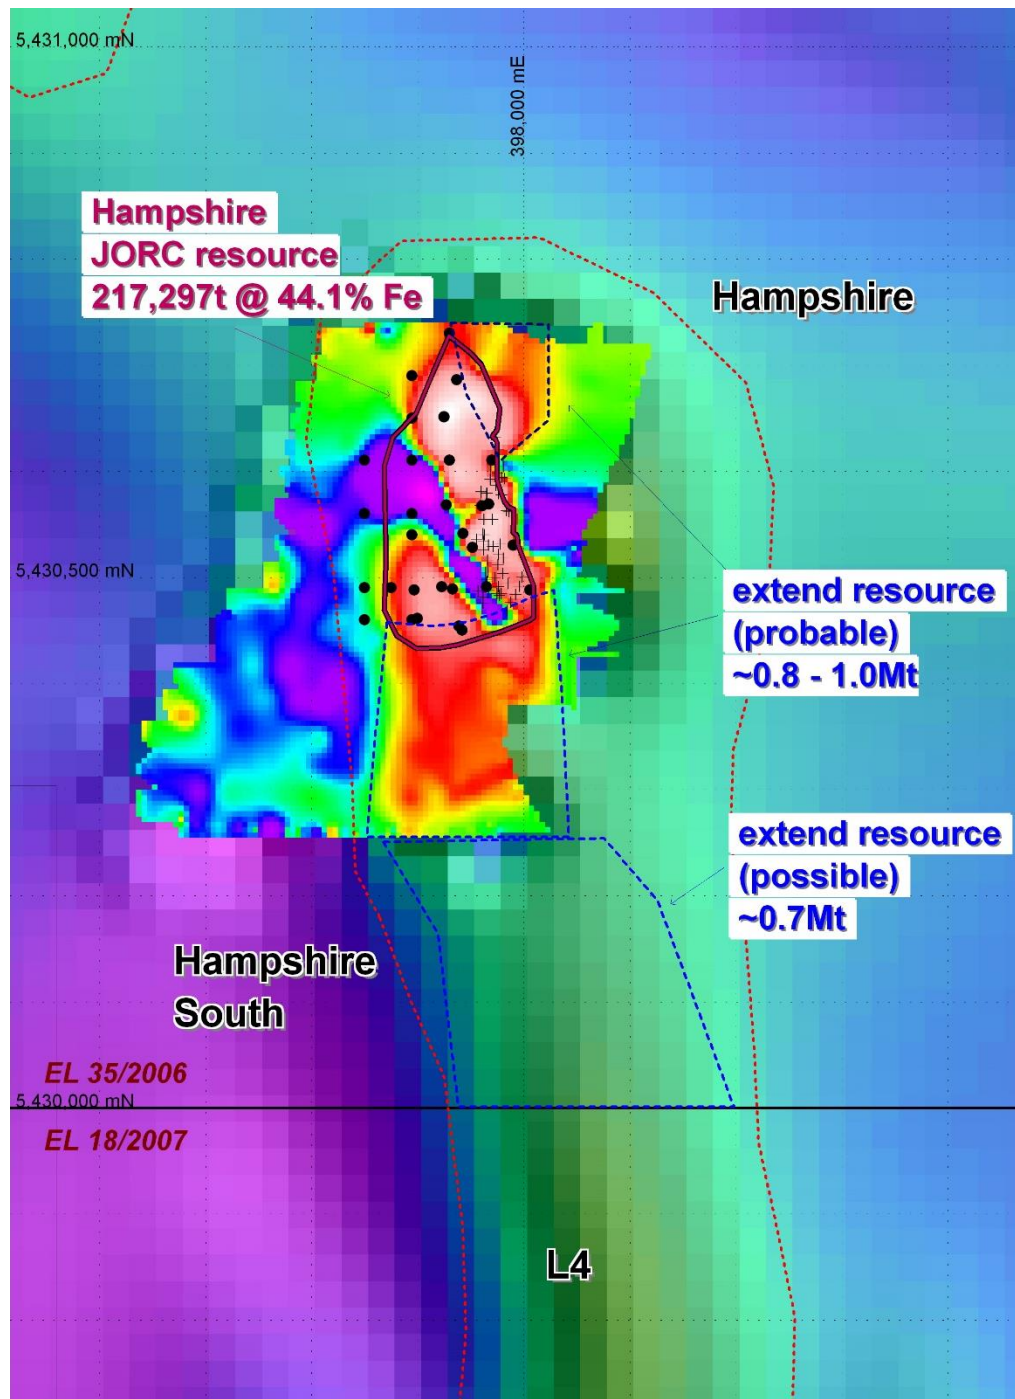 5,431,000 mN
398,000 mE
Hampshire
JORC resource
217,297t @ 44.1% Fe
Hampshire
5,430,500 mN
extend resource
(probable)
~0.8 - 1.0Mt
extend resource
(possible)
~0.7Mt
Hampshire
South
EL 35/2006
5,430,000 mN
EL 18/2007
L4